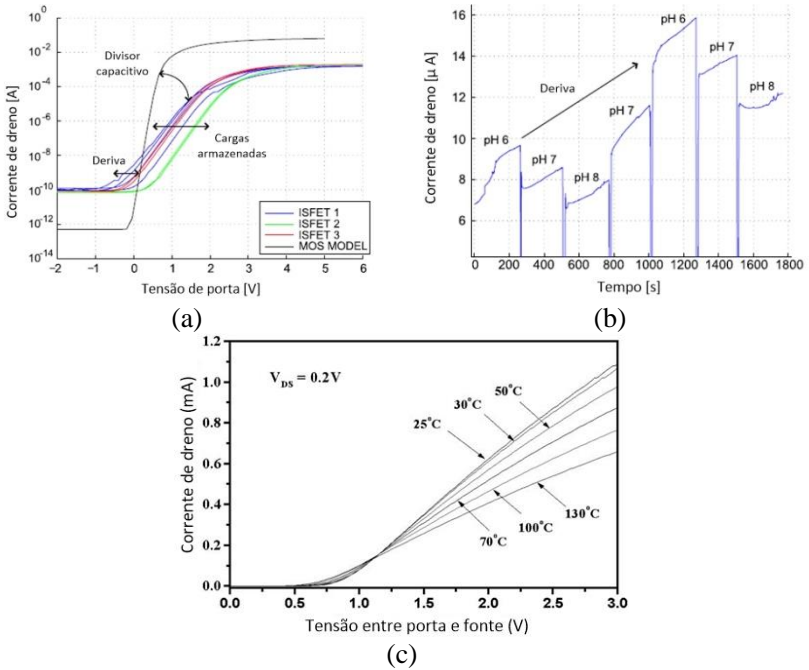 Corrente de dreno [A]
10^0
10^-2
10^-4
10^-6
10^-8
10^-10
10^-12
10^-14
Divisor
capacitivo
Cargas
armazenadas
Deriva
ISFET 1
ISFET 2
ISFET 3
MOS MODEL
−2 −1 0 1 2 3 4 5 6
Tensão de porta [V]
(a)
Corrente de dreno [µ A]
16
14
12
10
8
6
pH 6
pH 7
pH 8
pH 7
pH 6
pH 7
pH 8
Deriva
0 200 400 600 800 1000 1200 1400 1600 1800
Tempo [s]
(b)
Corrente de dreno (mA)
1.2
1.0
0.8
0.6
0.4
0.2
0.0
V_DS = 0.2V
25°C
30°C
50°C
70°C
100°C
130°C
0.0 0.5 1.0 1.5 2.0 2.5 3.0
Tensão entre porta e fonte (V)
(c)